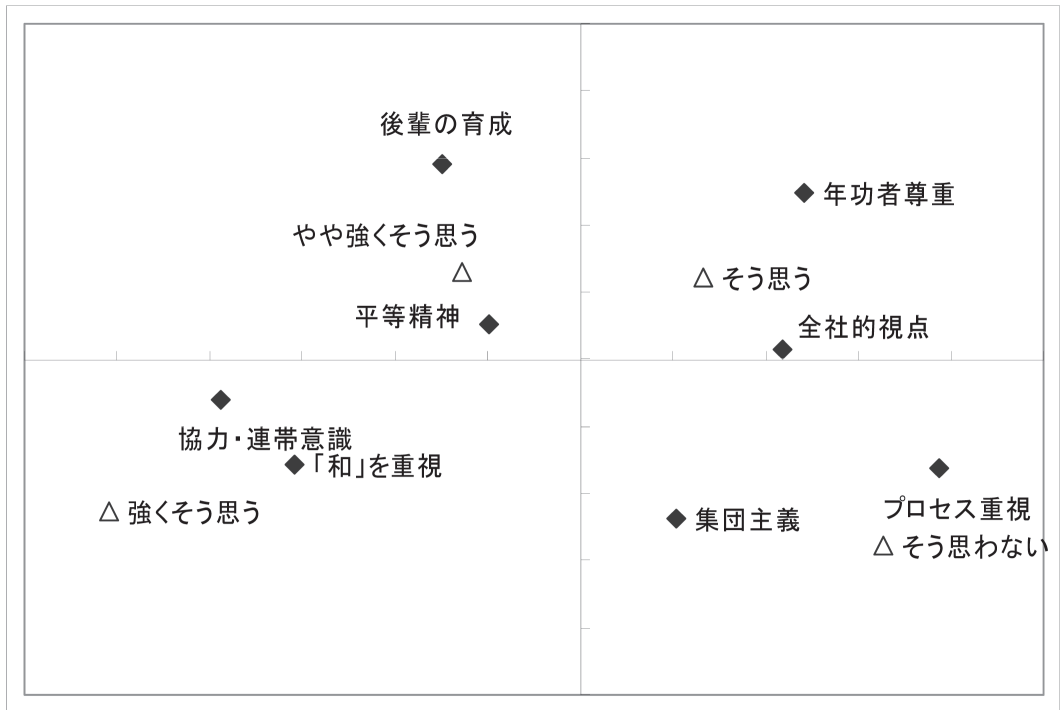 後輩の育成
年功者尊重
やや強くそう思う
そう思う
平等精神
全社的視点
協力・連帯意識
「和」を重視
強くそう思う
集団主義
プロセス重視
そう思わない